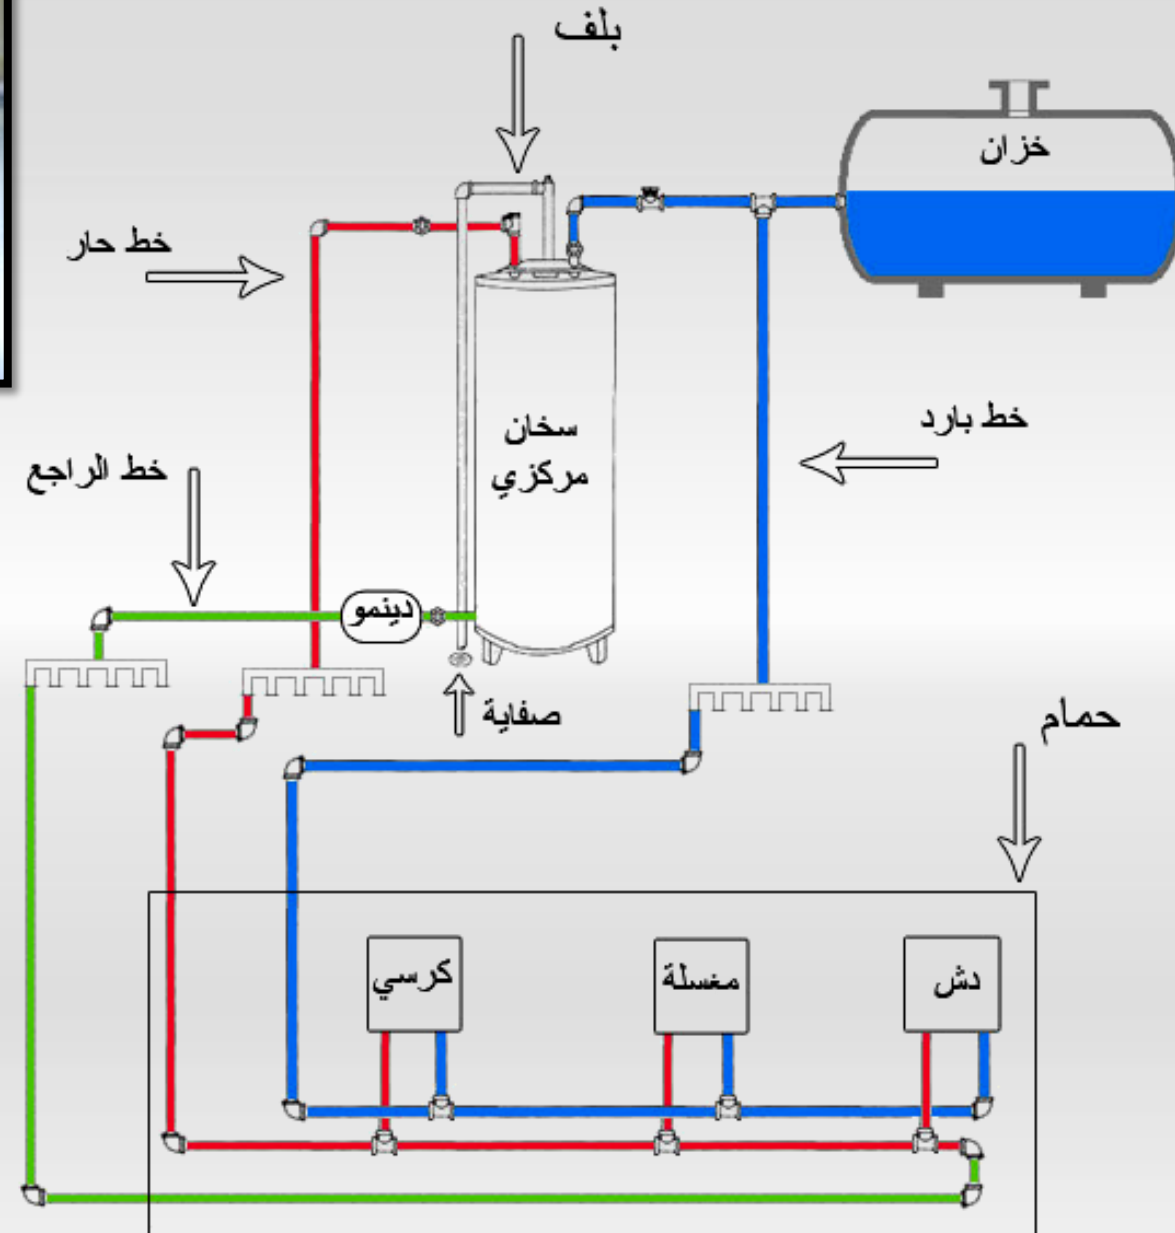 بلف
خزان
خط حار
خط بارد
سخان
مركزي
خط الراجع
دينمو
صفاية
حمام
دش
مغسلة
كرسي